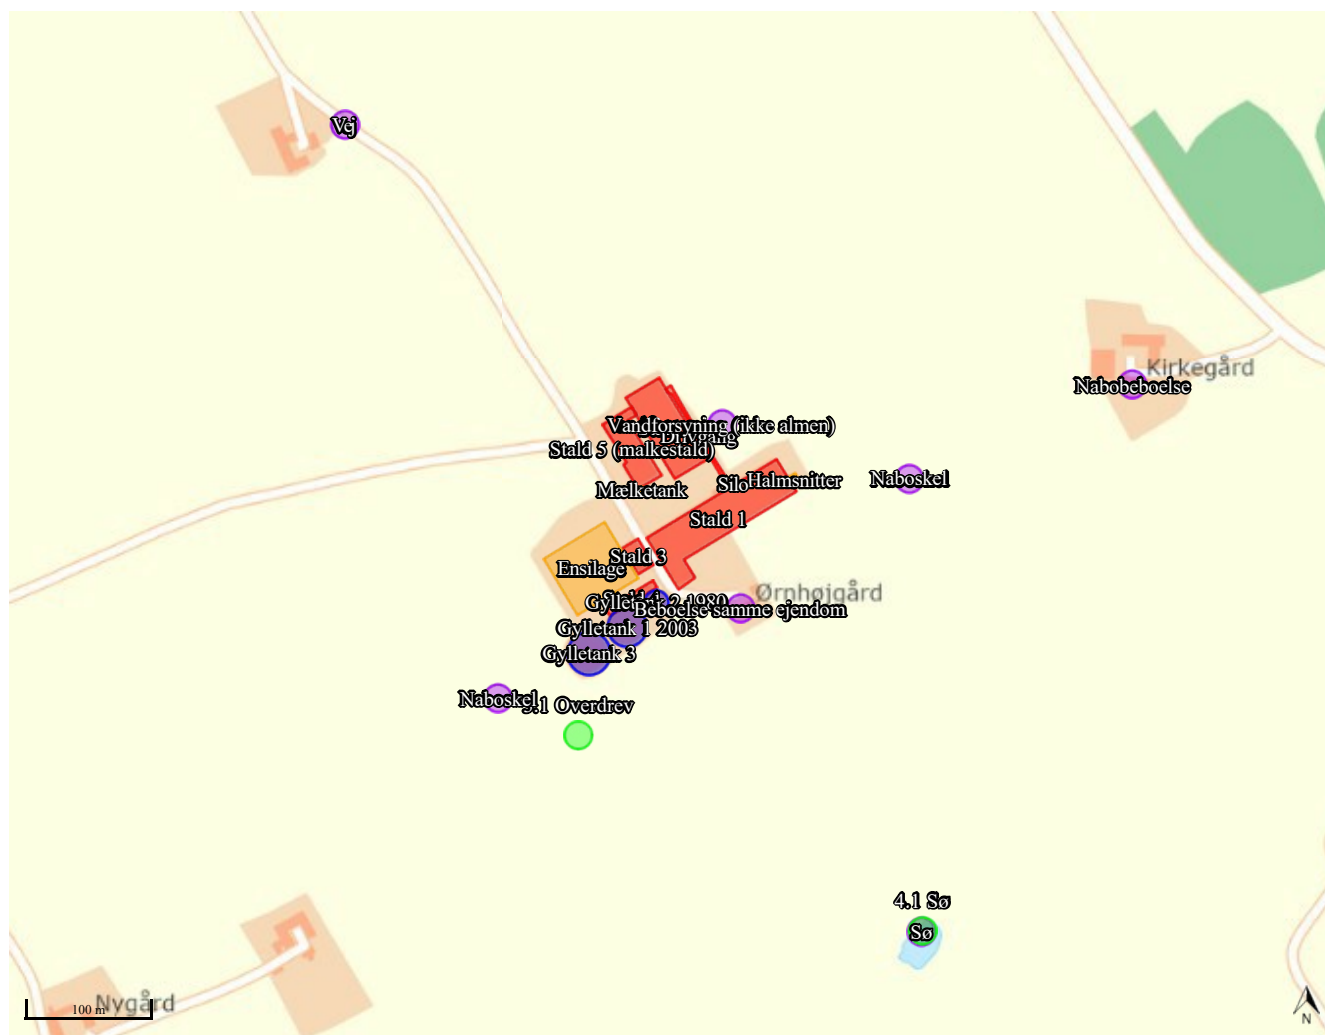 Vej
Kirkegård
Nabobeboelse
Vandforsyning (ikke almen)
Drivgang
Stald 5 (malkestald)
Mælketank
Silo
Halmsnitter
Naboskel
Stald 1
Stald 3
Ensilage
Ørnhøjgård
Beboelse samme ejendom
Gylletank 1 2003
Gylletank 3
Naboskel
Overdrev
4.1 Sø
Sø
Nygård
100 m
N